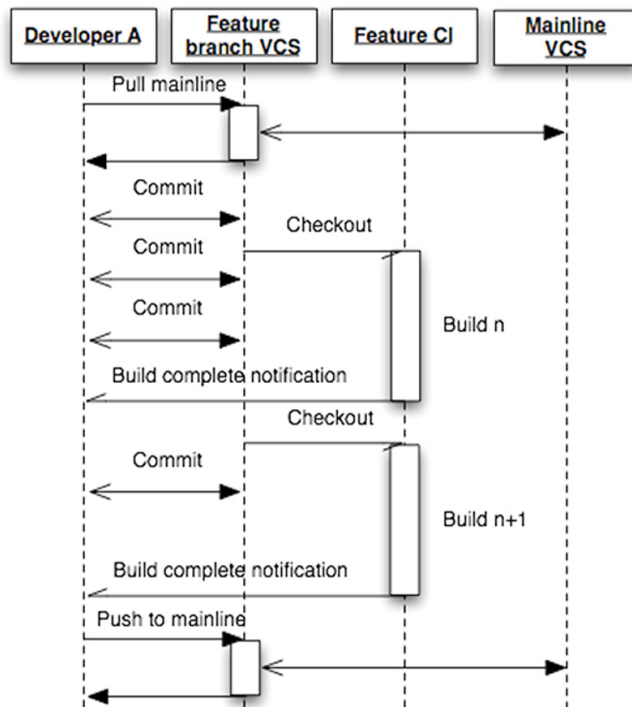 Developer A
Feature
branch VCS
Feature CI
Mainline
VCS
Pull mainline
Commit
Checkout
Commit
Commit
Build n
Build complete notification
Checkout
Commit
Build n+1
Build complete notification
Push to mainline